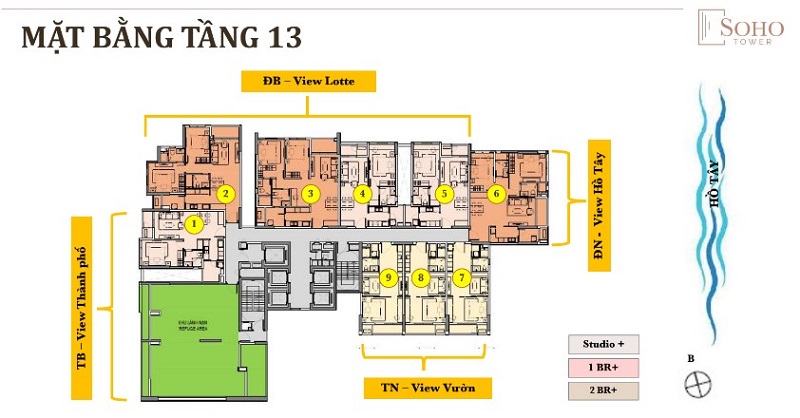 MẶT BẰNG TẦNG 13
SOHO
TOWER
ĐB – View Lotte
2
3
4
5
6
1
9
8
7
TB – View Thành phố
ĐN - View Hồ Tây
HỒ TÂY
KHU LÁNH NẠN
REFUGE AREA
TN – View Vườn
Studio +
1 BR+
2 BR+
B